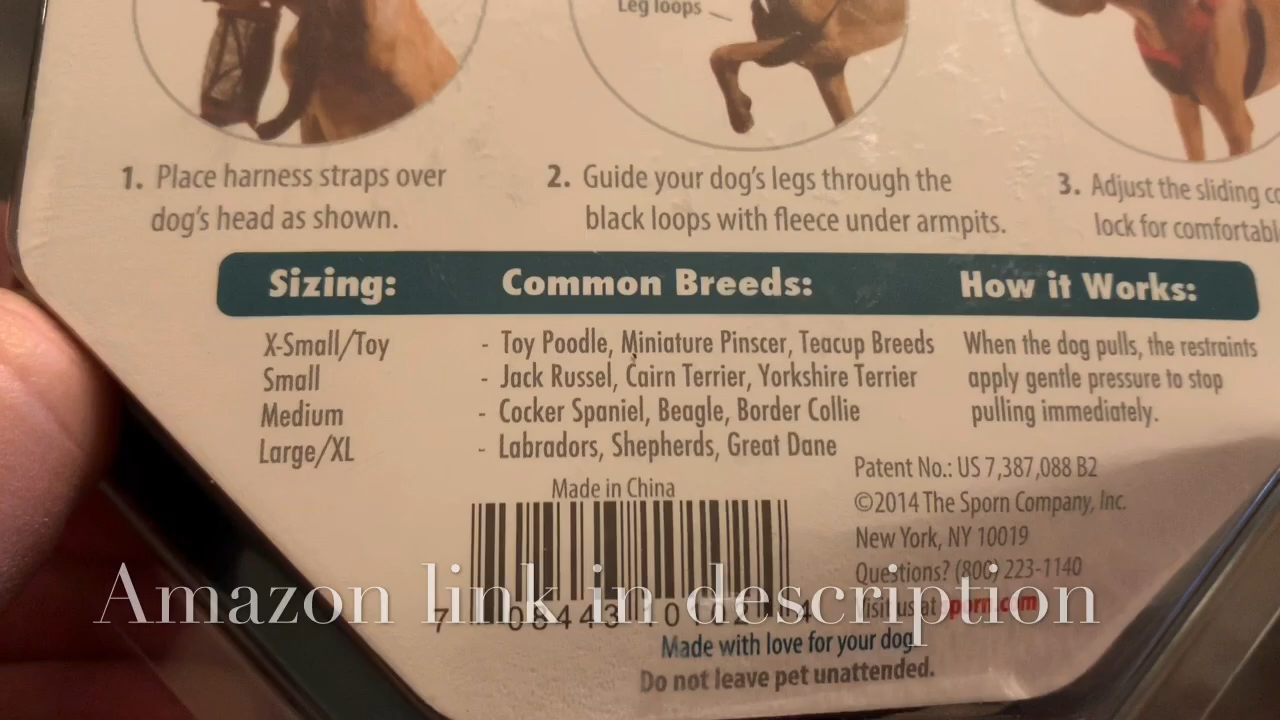 Leg loops
1. Place harness straps over
dog's head as shown.
2. Guide your dog's legs through the
black loops with fleece under armpits.
3. Adjust the sliding
lock for
Sizing:
Common Breeds:
How it Works:
X-Small/Toy - Toy Poodle, Miniature Pinscer, Teacup Breeds
Small - Jack Russel, Cairn Terrier, Yorkshire Terrier
Medium - Cocker Spaniel, Beagle, Border Collie
Large/XL - Labradors, Shepherds, Great Dane
When the dog pulls, the restraints
apply gentle pressure to stop
pulling immediately.
Made in China
Patent No.: US 7,387,088 B2
©2014 The Sporn Company, Inc.
New York, NY 10019
Questions? (800) 223-1140
Visit us at sporn.com
Amazon link in description
Made with love for your dog.
Do not leave pet unattended.